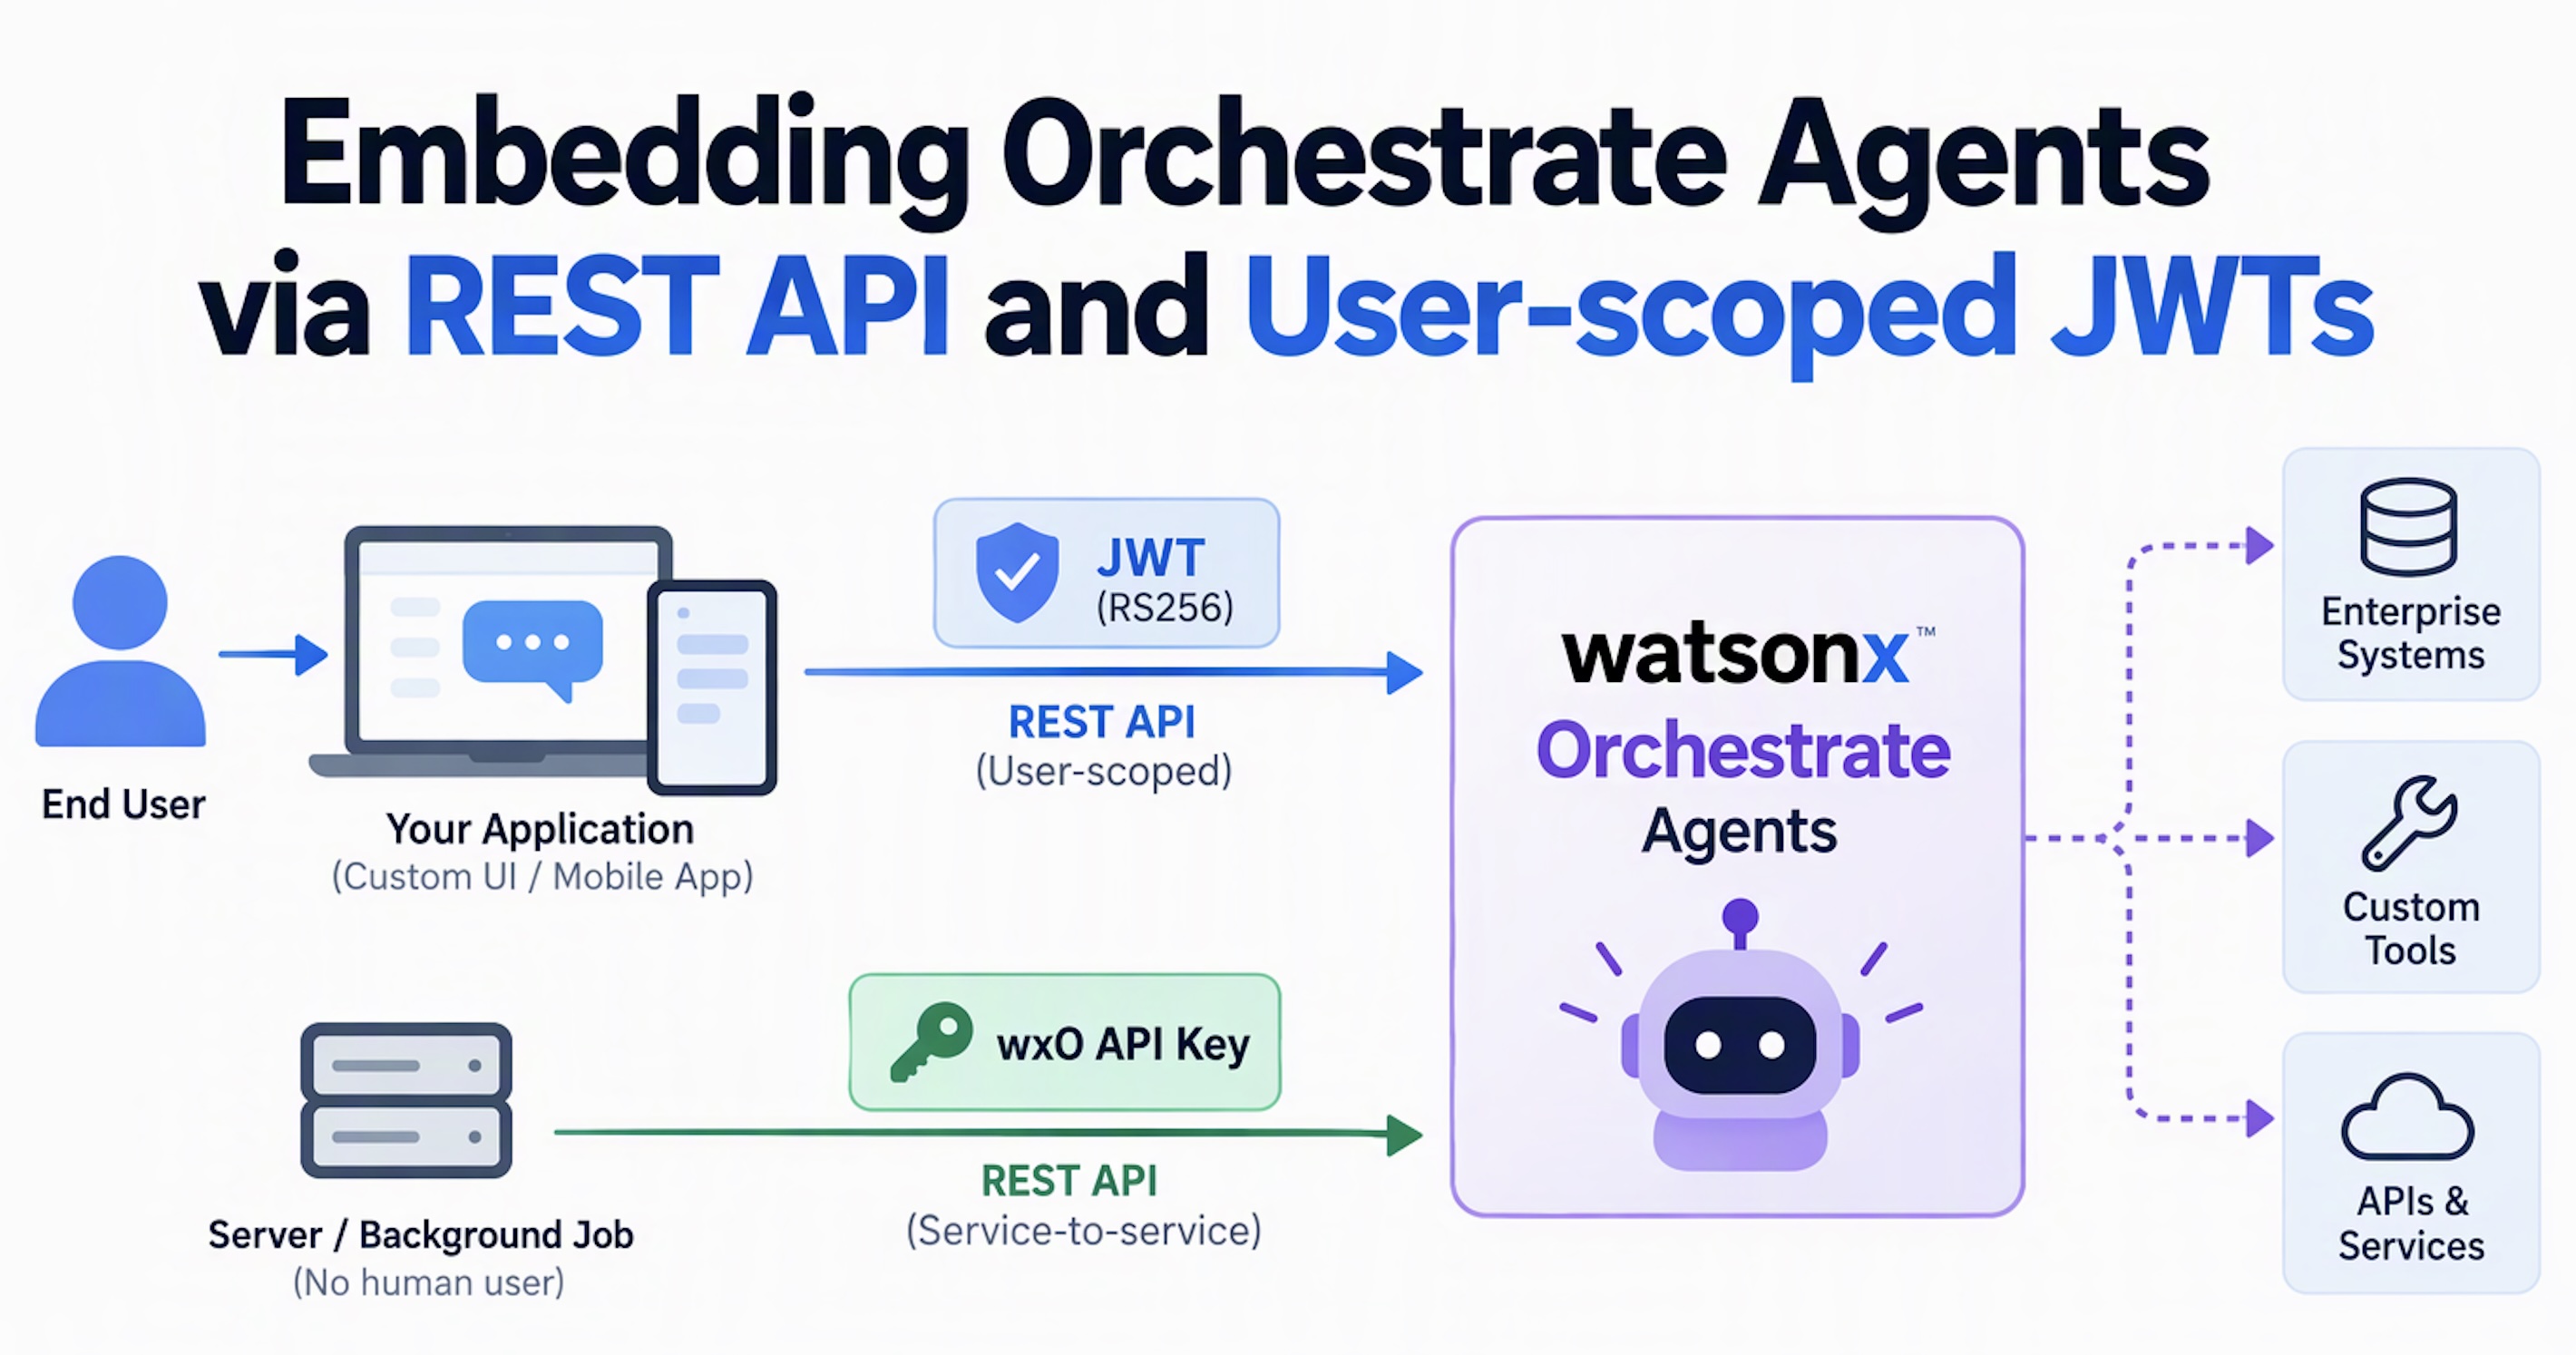 Embedding Orchestrate Agents
via REST API and User-scoped JWTs
End User
Your Application
(Custom UI / Mobile App)
JWT
(RS256)
REST API
(User-scoped)
Server / Background Job
(No human user)
wxO API Key
REST API
(Service-to-service)
watsonx™
Orchestrate
Agents
Enterprise
Systems
Custom
Tools
APIs &
Services